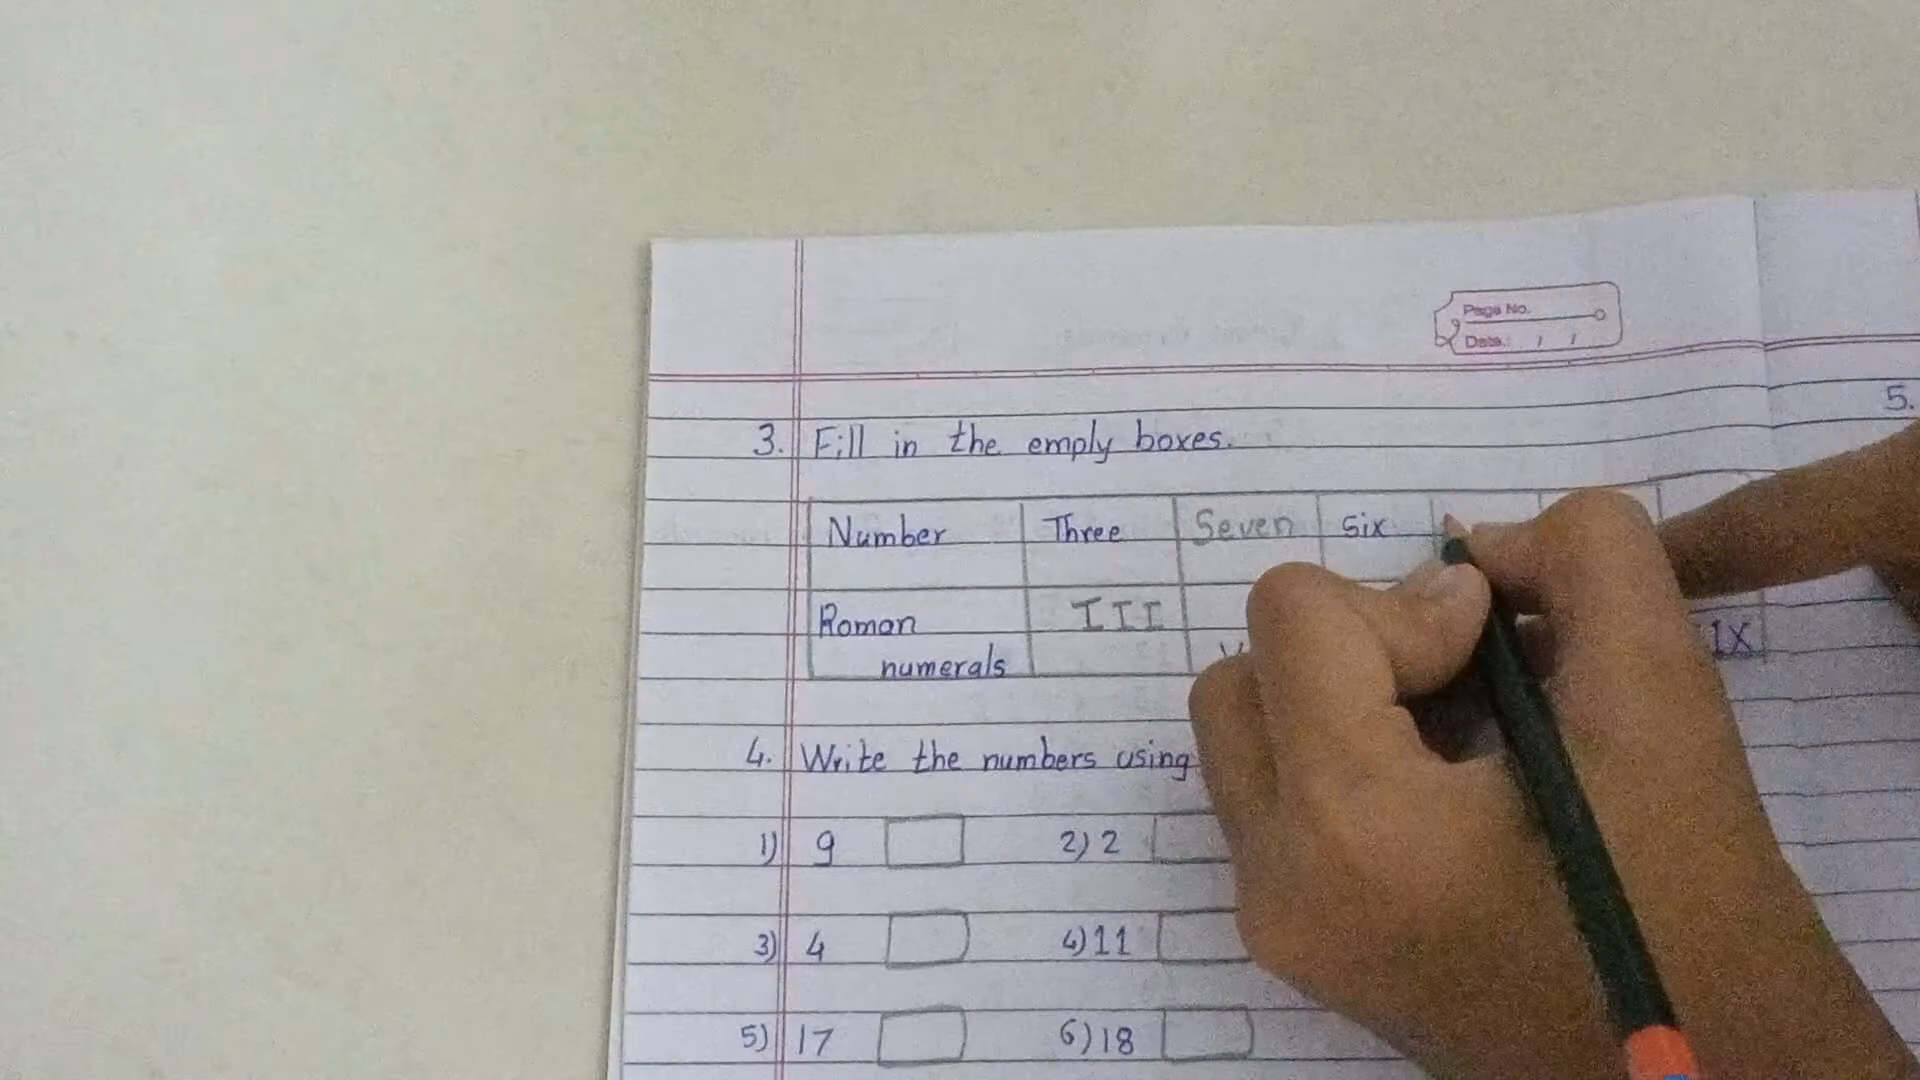 Page No.
Date.: / /
5.
3. Fill in the emply boxes.
Number Three Seven Six
Roman III IX
numerals
4. Write the numbers using
1) 9 2) 2
3) 4 4) 11
5) 17 6) 18